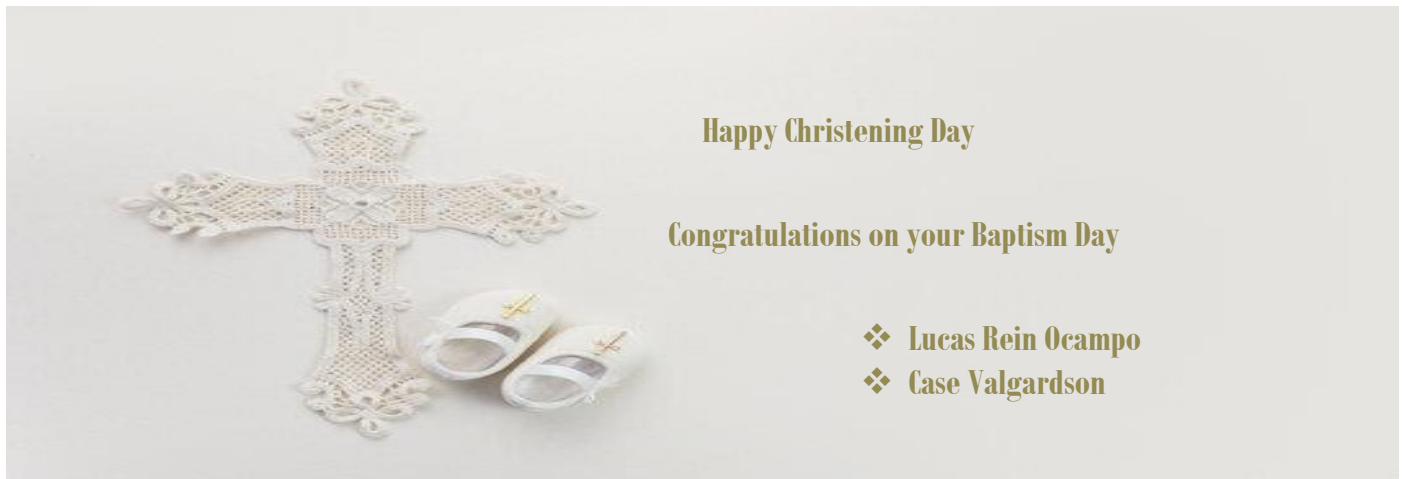 Happy Christening Day
Congratulations on your Baptism Day
❖ Lucas Rein Ocampo
❖ Case Valgardson